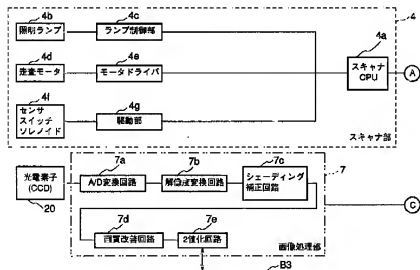 4b
照明ランプ
4c
ランプ制御部
4
4a
スキャナ
CPU
A
4d
走査モータ
4e
モータドライバ
4f
センサ
スイッチ
ソレノイド
4g
駆動部
スキャナ部
光電素子
(CCD)
20
7a
A/D変換回路
7b
解像度変換回路
7c
シェーディング
補正回路
7
C
7d
画質改善回路
7e
2値化回路
画像処理部
B3